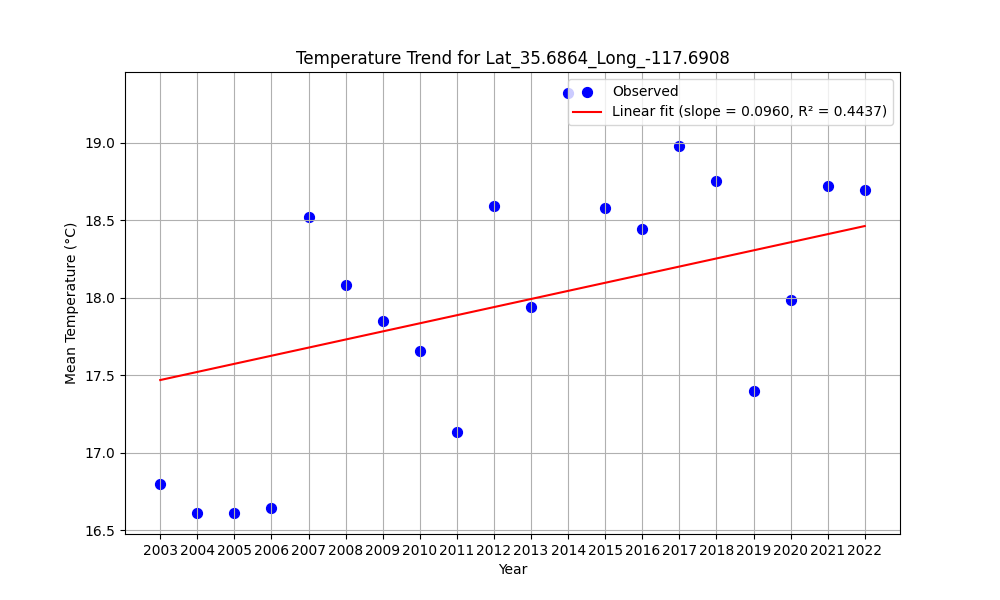 Temperature Trend for Lat_35.6864_Long_-117.6908
Observed
Linear fit (slope = 0.0960, R² = 0.4437)
Mean Temperature (°C)
19.0
18.5
18.0
17.5
17.0
16.5
2003 2004 2005 2006 2007 2008 2009 2010 2011 2012 2013 2014 2015 2016 2017 2018 2019 2020 2021 2022
Year